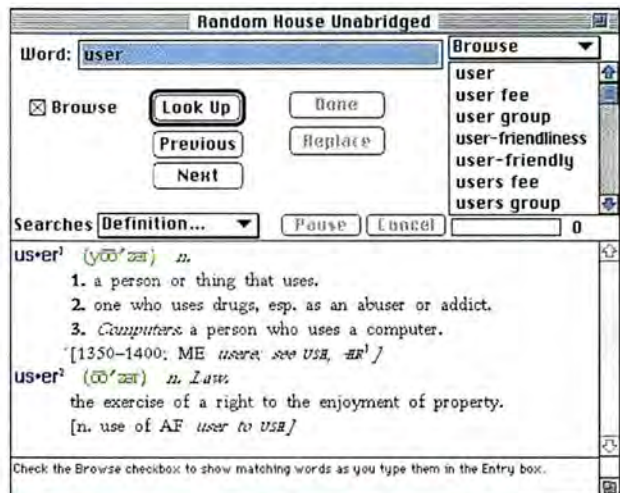 Random House Unabridged
Word: user
Browse
Browse
Look Up
Done
Previous
Replace
Next
user
user fee
user group
user-friendliness
user-friendly
users fee
users group
Searches Definition... Pause Cancel 0
us•er¹ (yo͞o′zər) n.
1. a person or thing that uses.
2. one who uses drugs, esp. as an abuser or addict.
3. Computers. a person who uses a computer.
[1350–1400; ME usere; see USE, -ER¹]
us•er² (o͞o′zər) n. Law.
the exercise of a right to the enjoyment of property.
[n. use of AF user to USE]
Check the Browse checkbox to show matching words as you type them in the Entry box.